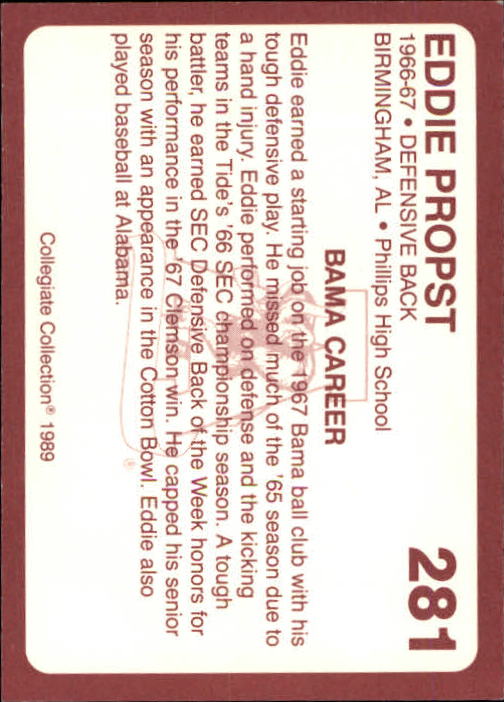 EDDIE PROPST 281
1966-67 • DEFENSIVE BACK
BIRMINGHAM, AL • Phillips High School
BAMA CAREER
Eddie earned a starting job on the 1967 Bama ball club with his
tough defensive play. He missed much of the '65 season due to
a hand injury. Eddie performed on defense and the kicking
teams in the Tide's '66 SEC championship season. A tough
battler, he earned SEC Defensive Back of the Week honors for
his performance in the '67 Clemson win. He capped his senior
season with an appearance in the Cotton Bowl. Eddie also
played baseball at Alabama.
®
Collegiate Collection® 1989